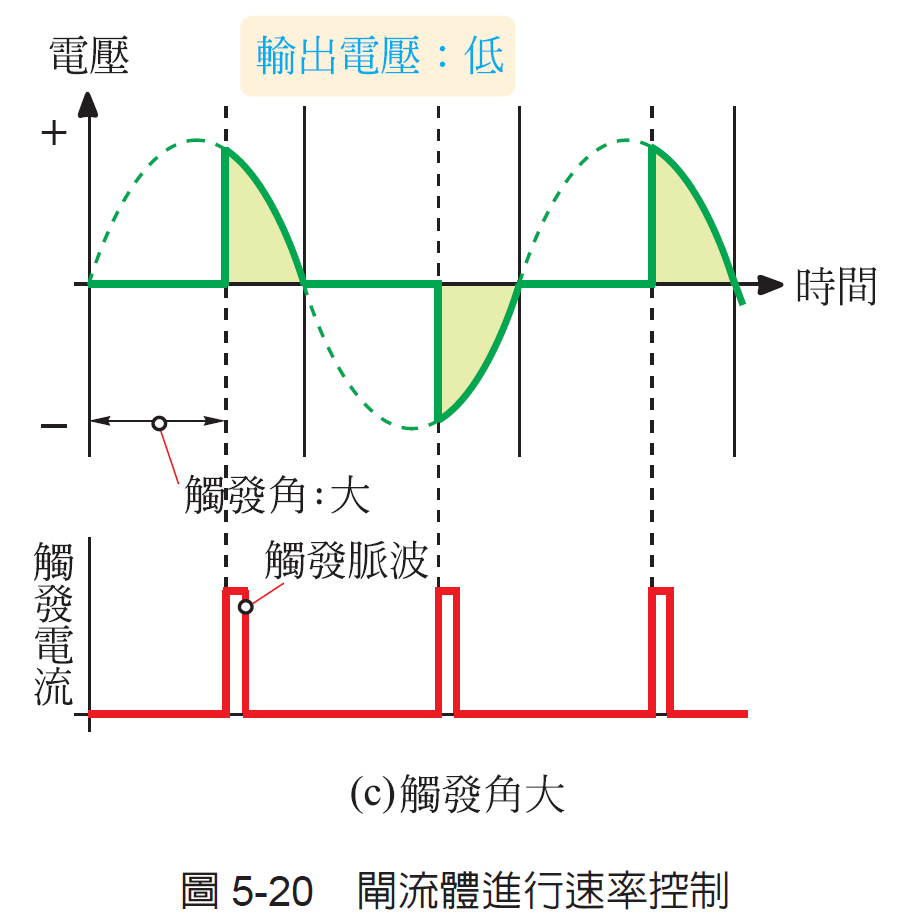 電壓
輸出電壓：低
+
時間
−
觸發角：大
觸發電流
觸發脈波
(c)觸發角大
圖 5-20　閘流體進行速率控制